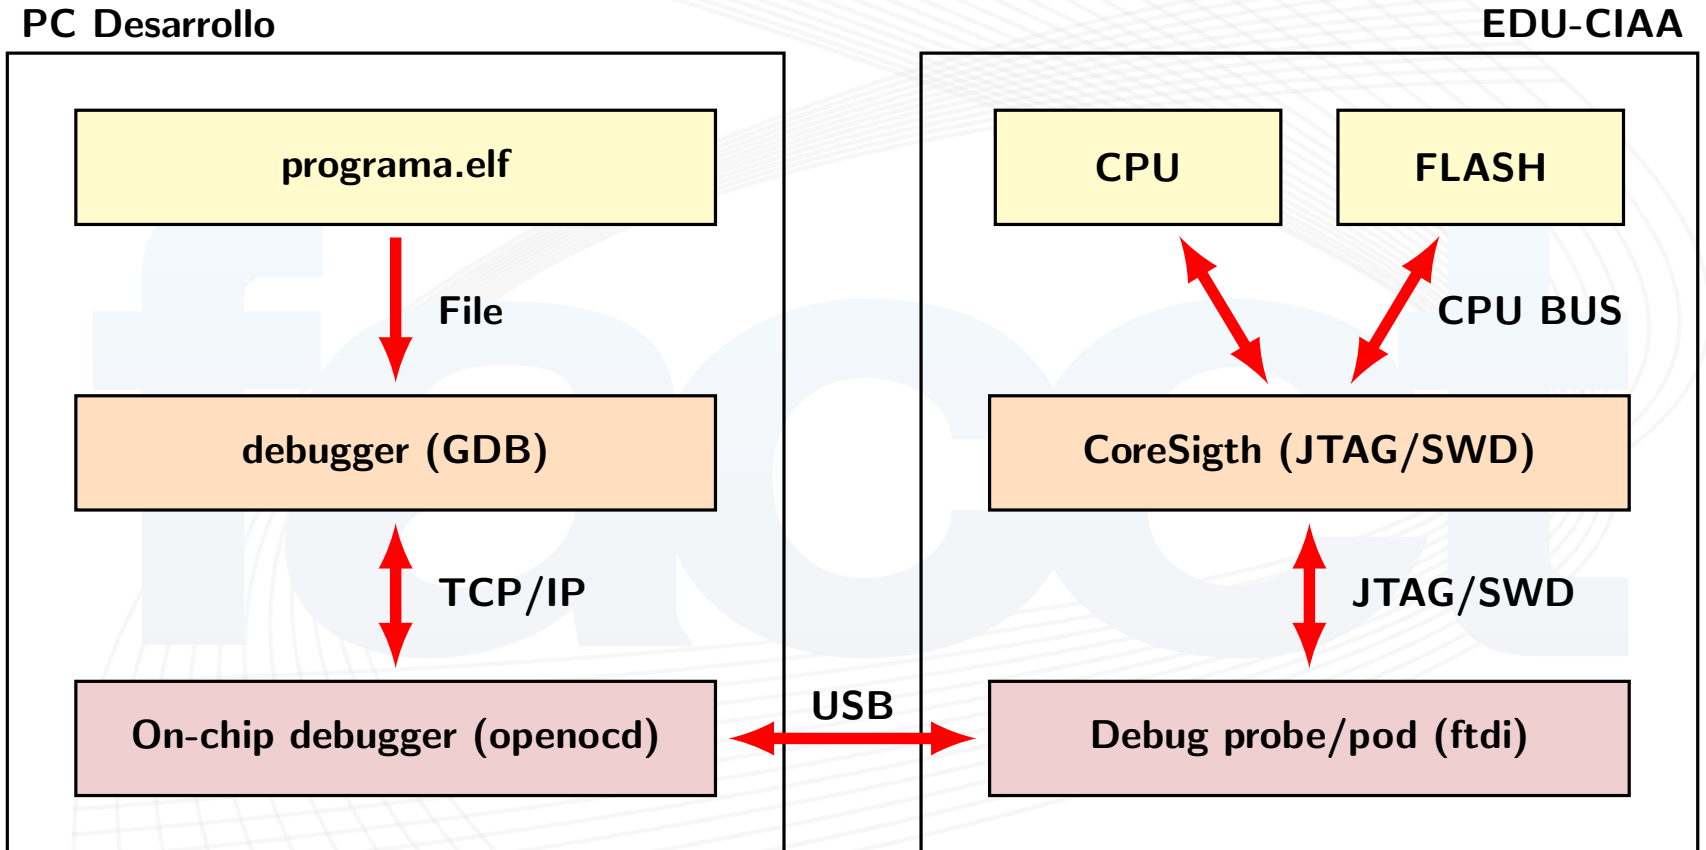 PC Desarrollo
programa.elf
File
debugger (GDB)
TCP/IP
On-chip debugger (openocd)
USB
EDU-CIAA
CPU
FLASH
CPU BUS
CoreSigth (JTAG/SWD)
JTAG/SWD
Debug probe/pod (ftdi)
facet